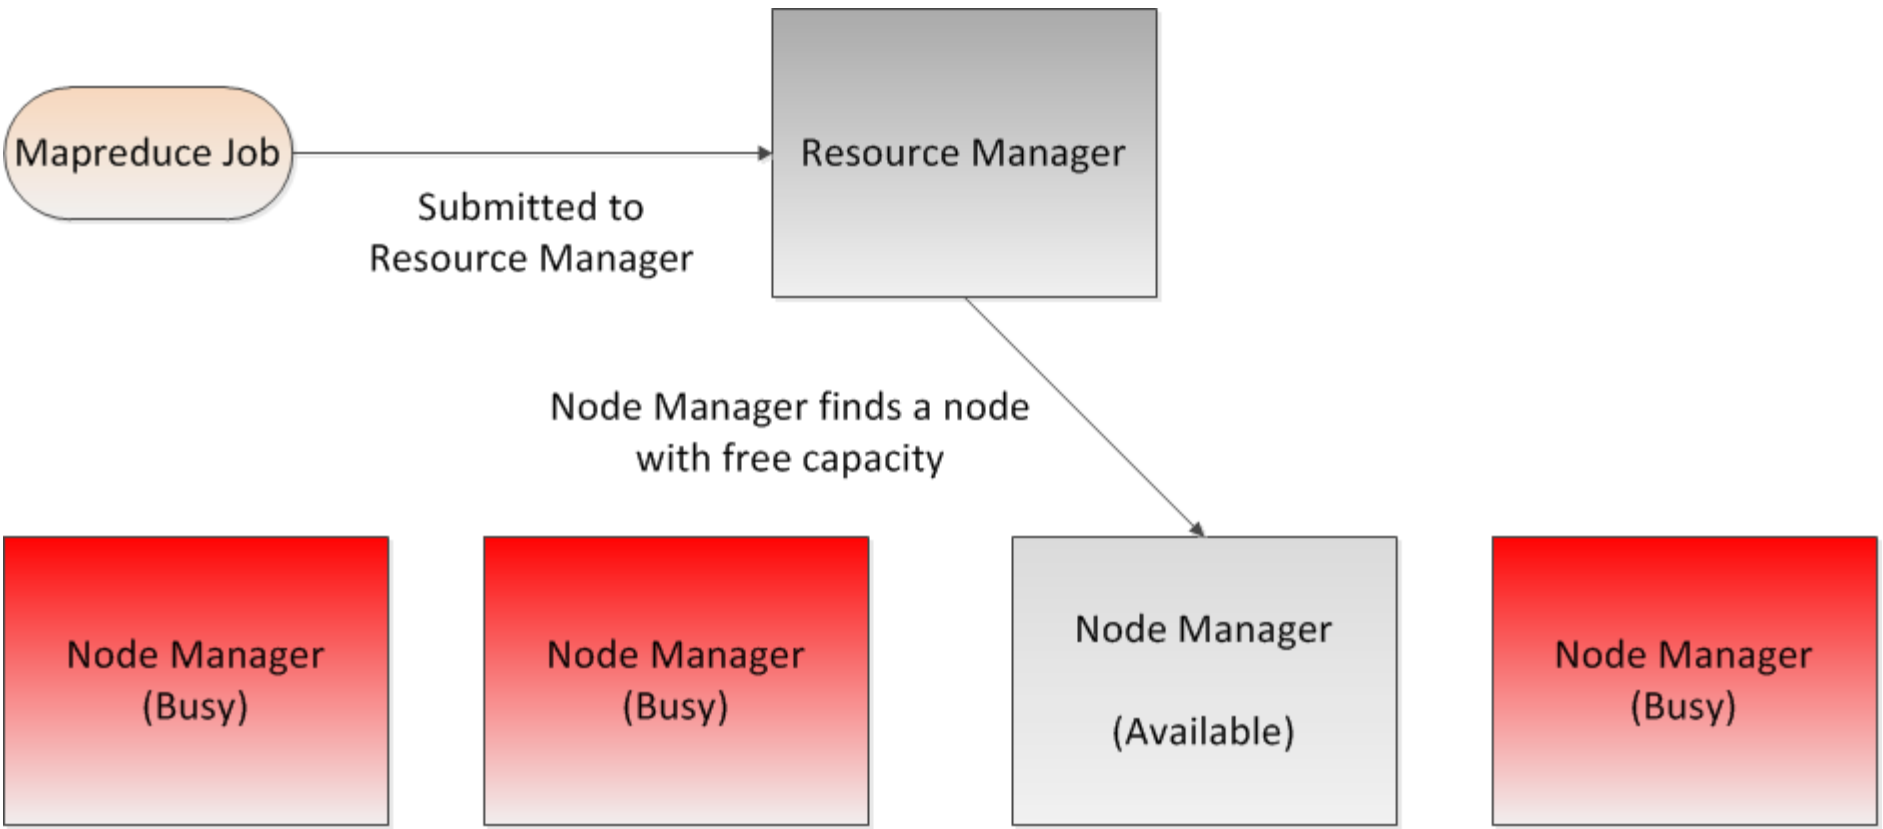 Mapreduce Job
Resource Manager
Submitted to
Resource Manager
Node Manager finds a node
with free capacity
Node Manager
(Busy)
Node Manager
(Busy)
Node Manager
(Available)
Node Manager
(Busy)